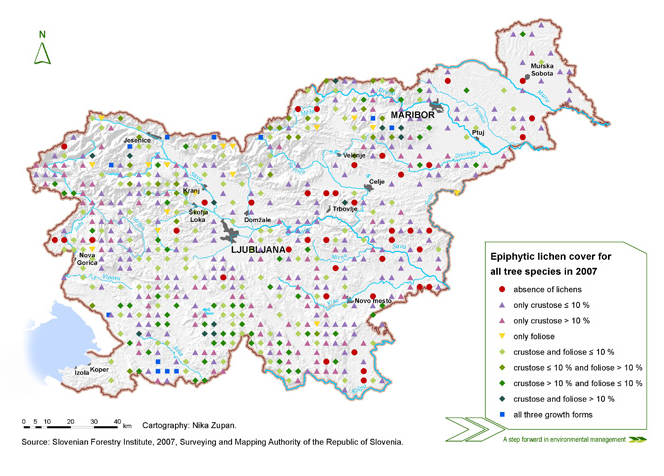 N
Murska
Sobota
Mura
MARIBOR
Ptuj
Jesenice
Velenje
Celje
Kranj
Škofja
Loka
Domžale
Trbovlje
LJUBLJANA
Sava
Nova
Gorica
Novo mesto
Izola
Koper
Epiphytic lichen cover for
all tree species in 2007
absence of lichens
only crustose ≤ 10 %
only crustose > 10 %
only foliose
crustose and foliose ≤ 10 %
crustose ≤ 10 % and foliose > 10 %
crustose > 10 % and foliose ≤ 10 %
crustose and foliose > 10 %
all three growth forms
0 5 10 20 30 40 km
Cartography: Nika Zupan.
Source: Slovenian Forestry Institute, 2007, Surveying and Mapping Authority of the Republic of Slovenia.
A step forward in environmental management